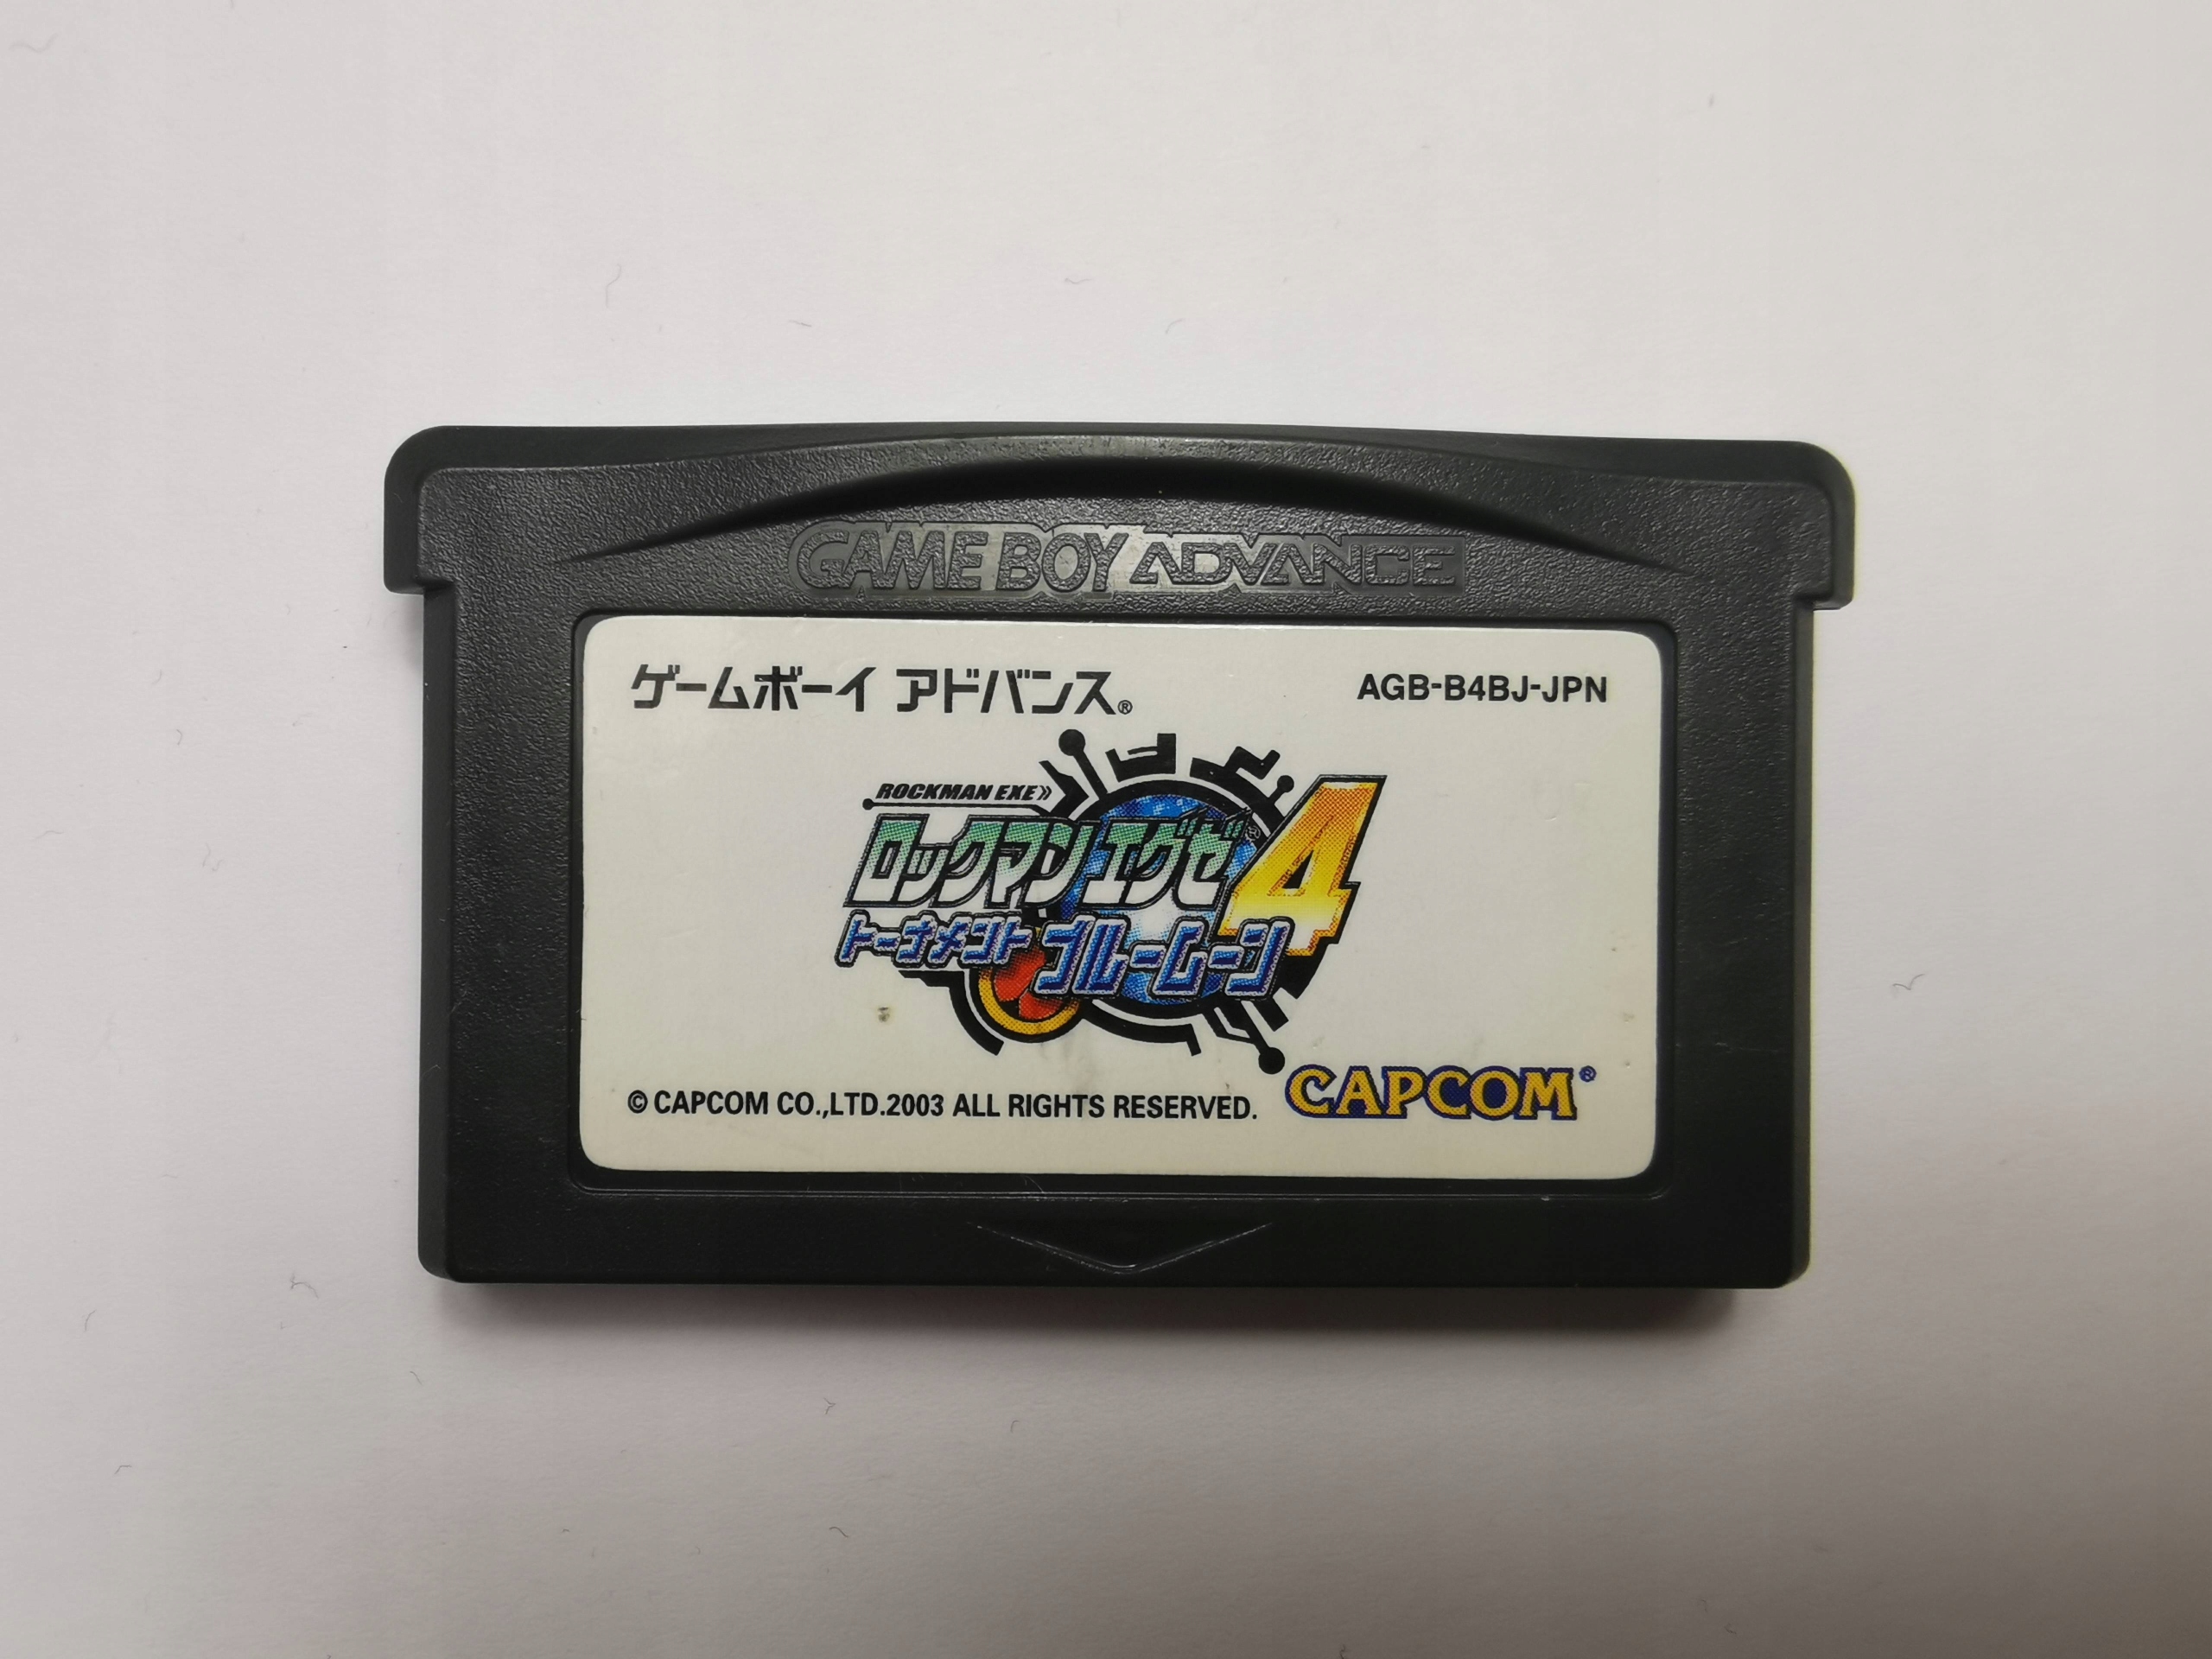 GAME BOY ADVANCE
ゲームボーイ アドバンス®
AGB-B4BJ-JPN
ROCKMAN EXE»
ロックマン エグゼ® 4
トーナメント ブルームーン
© CAPCOM CO.,LTD.2003 ALL RIGHTS RESERVED.
CAPCOM®